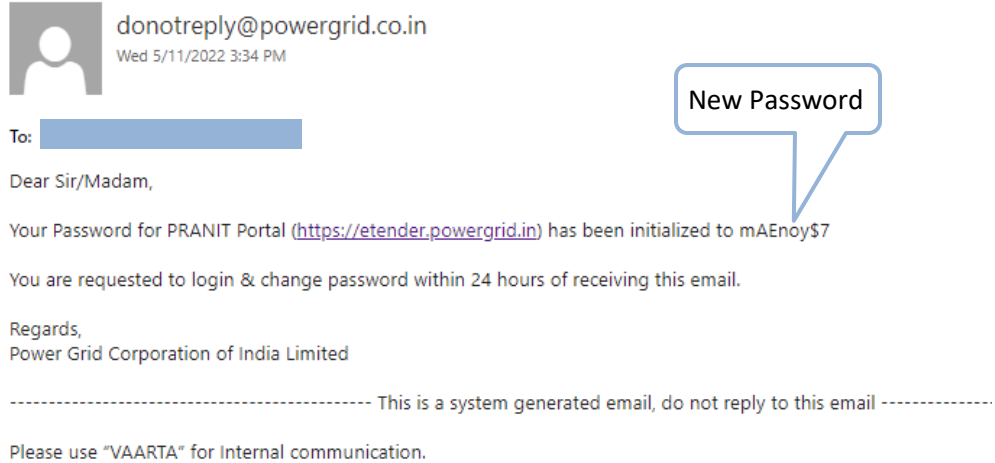 donotreply@powergrid.co.in
Wed 5/11/2022 3:34 PM
New Password
To:
Dear Sir/Madam,
Your Password for PRANIT Portal (https://etender.powergrid.in) has been initialized to mAEnoy$7
You are requested to login & change password within 24 hours of receiving this email.
Regards,
Power Grid Corporation of India Limited
----------------------------------------------- This is a system generated email, do not reply to this email ---------------
Please use “VAARTA” for Internal communication.